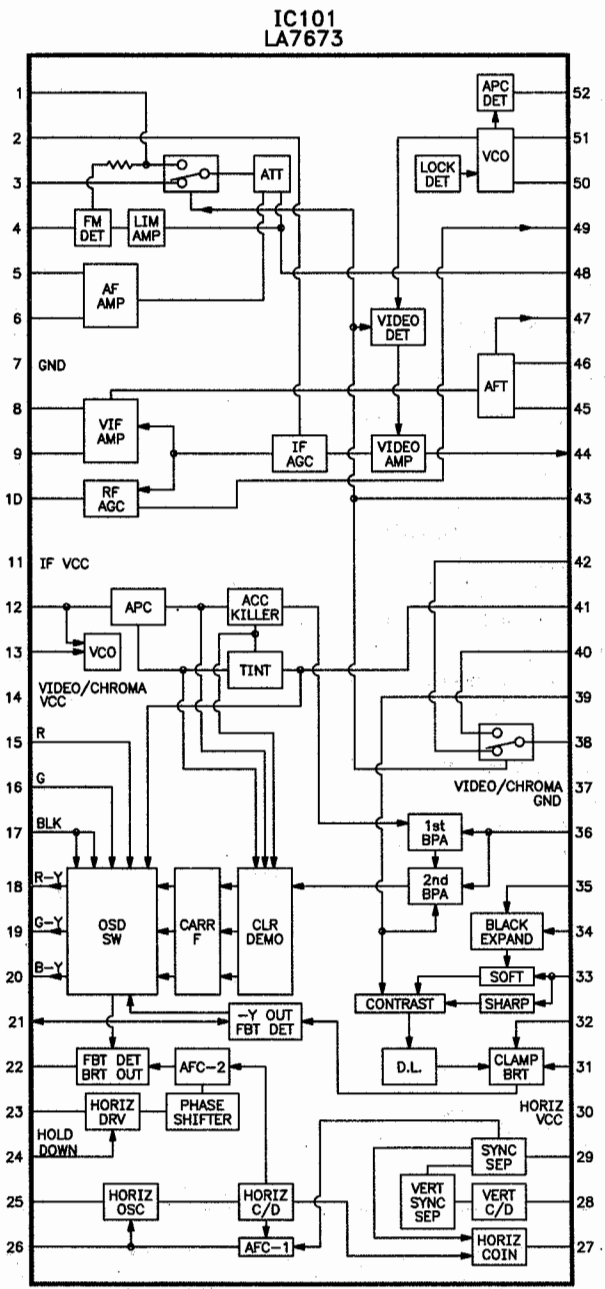 IC101
LA7673
1
52
APC
DET
2
51
VCO
LOCK
DET
3
ATT
50
4
FM
DET
LIM
AMP
49
5
AF
AMP
48
6
VIDEO
DET
47
7
GND
46
AFT
8
VIF
AMP
45
9
IF
AGC
VIDEO
AMP
44
10
RF
AGC
43
11
IF VCC
42
12
APC
ACC
KILLER
41
13
VCO
TINT
40
14
VIDEO/CHROMA
VCC
39
R
15
38
G
16
VIDEO/CHROMA
GND
37
BLK
17
1st
BPA
36
R-Y
18
OSD
SW
CARR
F
CLR
DEMO
2nd
BPA
35
G-Y
19
BLACK
EXPAND
34
B-Y
20
SOFT
33
CONTRAST
SHARP
21
-Y OUT
FBT DET
32
22
FBT DET
BRT OUT
AFC-2
D.L.
CLAMP
BRT
31
23
HORIZ
DRV
PHASE
SHIFTER
HORIZ
VCC
30
HOLD
DOWN
24
SYNC
SEP
29
25
HORIZ
OSC
HORIZ
C/D
VERT
SYNC
SEP
VERT
C/D
28
26
AFC-1
HORIZ
COIN
27